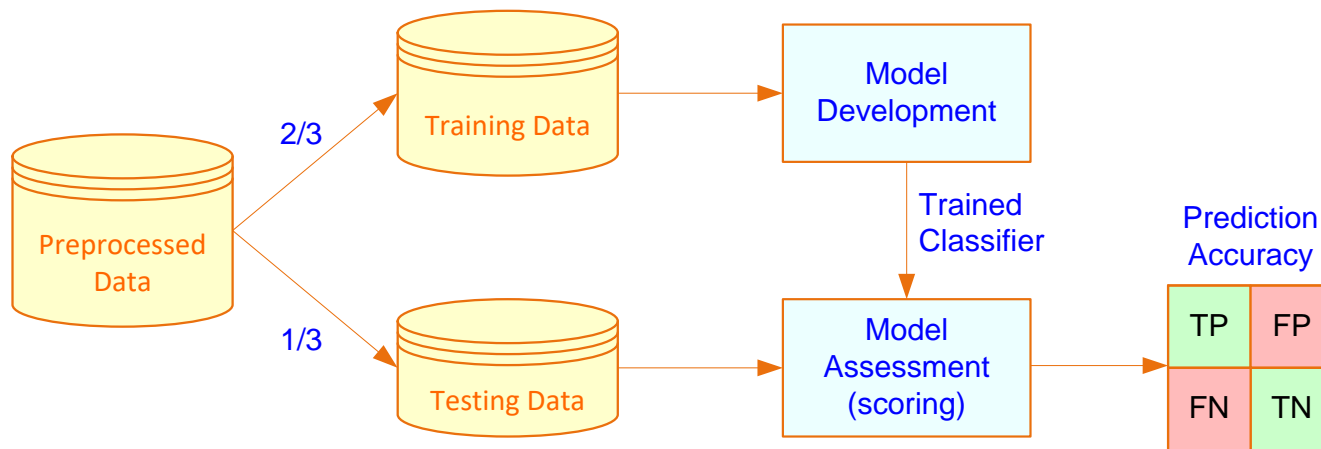 Preprocessed
Data
2/3
1/3
Training Data
Testing Data
Model
Development
Trained
Classifier
Model
Assessment
(scoring)
Prediction
Accuracy
TP FP
FN TN